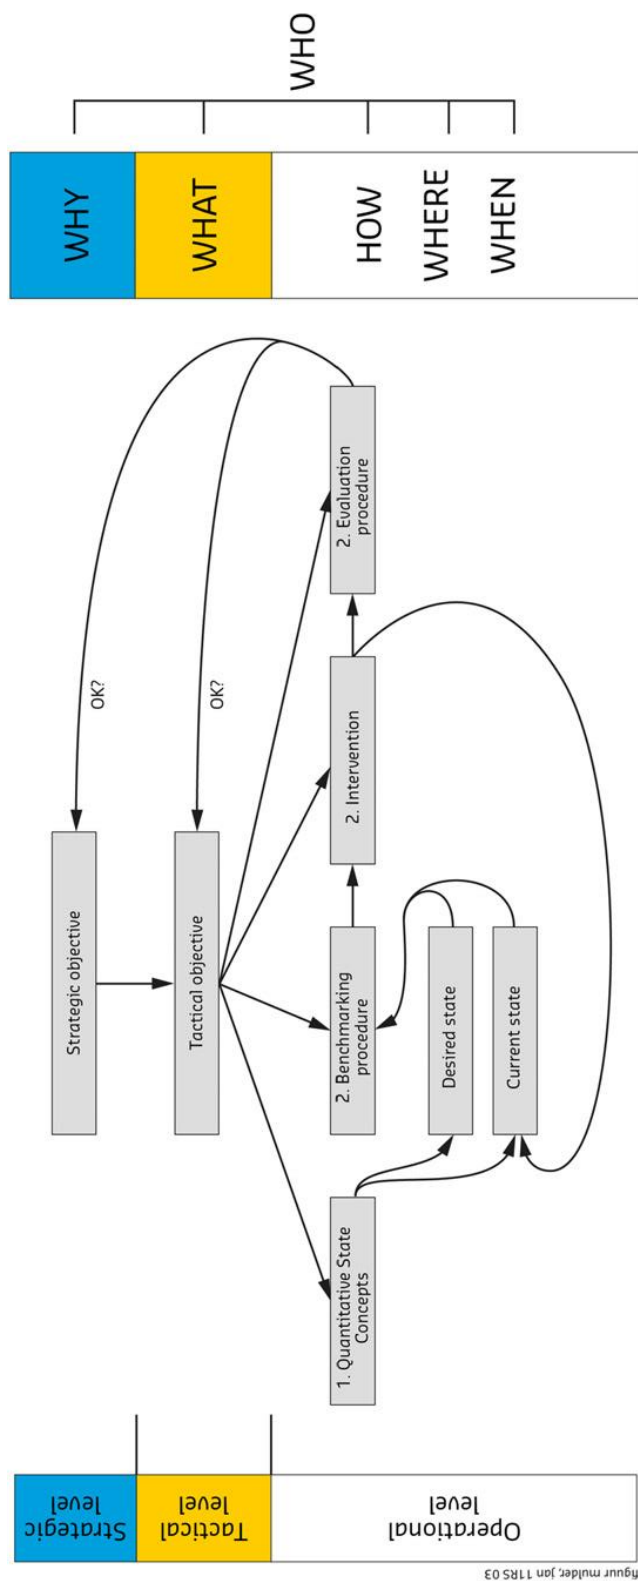 Strategic
level
Tactical
level
Operational
level
Strategic objective
Tactical objective
1. Quantitative State
Concepts
2. Benchmarking
procedure
2. Intervention
2. Evaluation
procedure
Desired state
Current state
OK?
OK?
WHY
WHAT
HOW
WHERE
WHEN
WHO
figuur mulder, jan 11RS 03